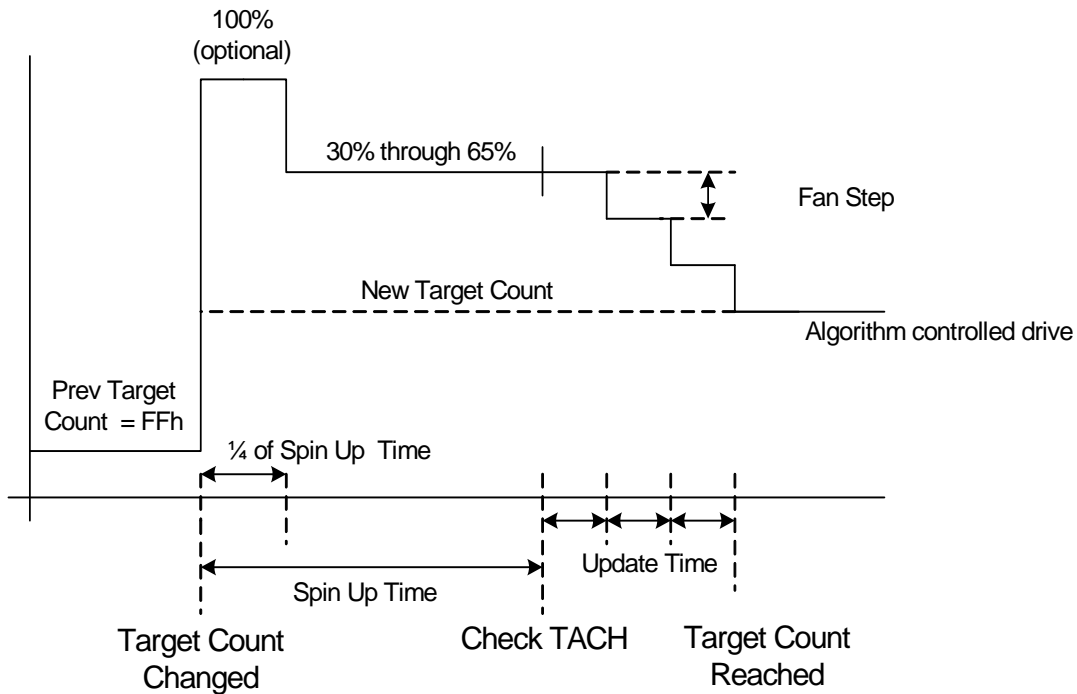 100%
(optional)
30% through 65%
Fan Step
New Target Count
Algorithm controlled drive
Prev Target
Count = FFh
¼ of Spin Up Time
Update Time
Spin Up Time
Target Count
Changed
Check TACH
Target Count
Reached